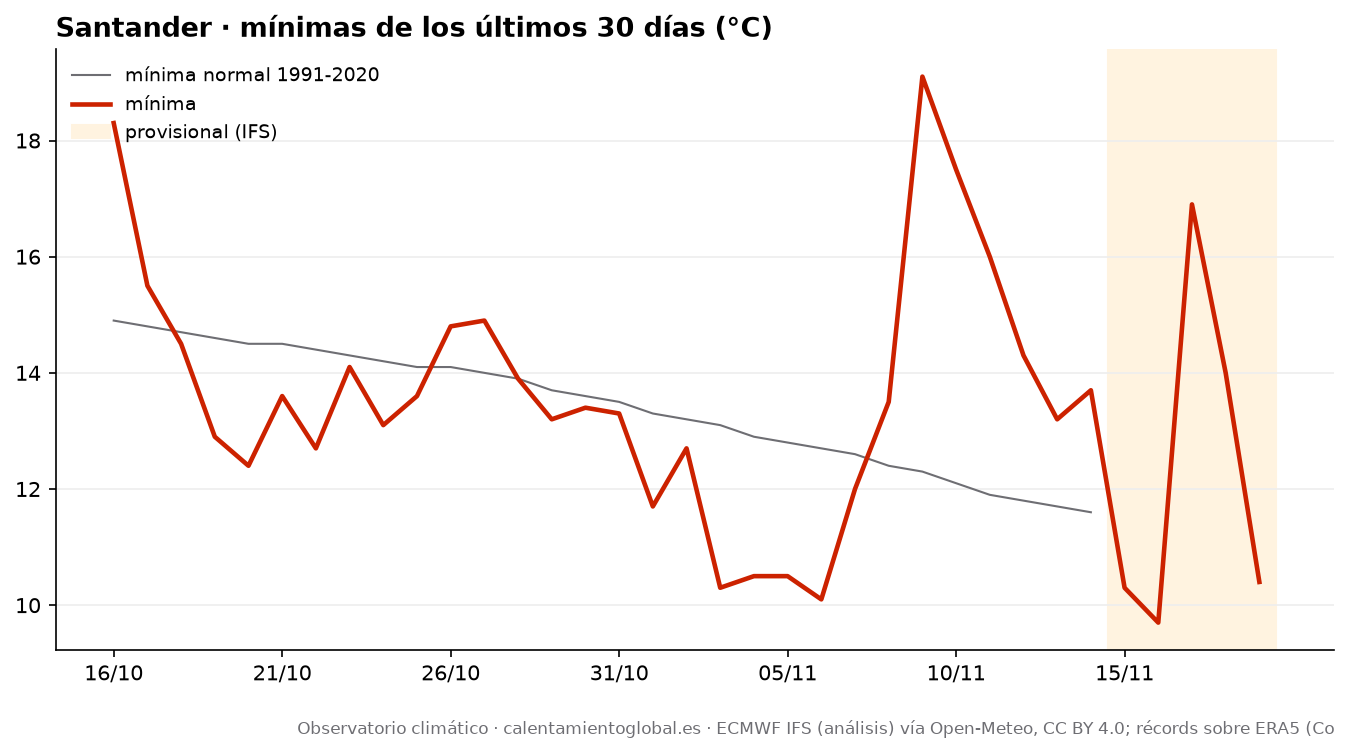 Santander · mínimas de los últimos 30 días (°C)
mínima normal 1991-2020
mínima
provisional (IFS)
18
16
14
12
10
16/10
21/10
26/10
31/10
05/11
10/11
15/11
Observatorio climático · calentamientoglobal.es · ECMWF IFS (análisis) vía Open-Meteo, CC BY 4.0; récords sobre ERA5 (Co